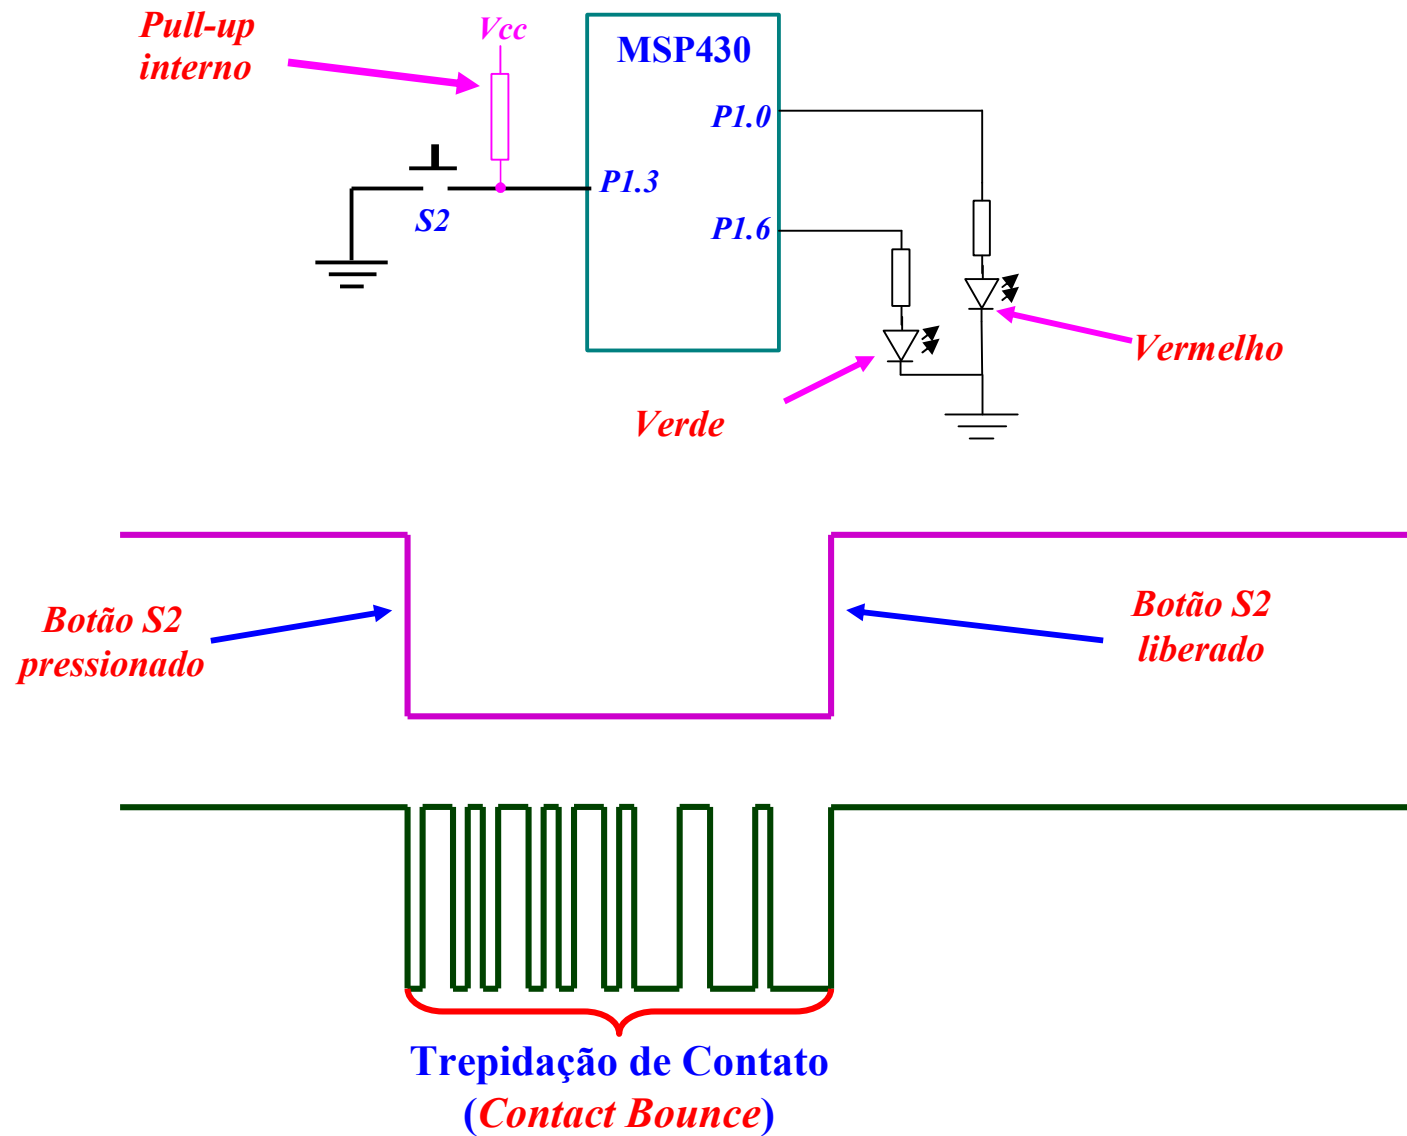 Pull-up
interno
Vcc
MSP430
P1.0
P1.3
S2
P1.6
Vermelho
Verde
Botão S2
pressionado
Botão S2
liberado
Trepidação de Contato
(Contact Bounce)